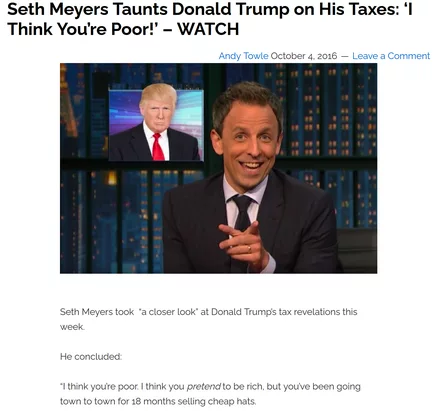 Seth Meyers Taunts Donald Trump on His Taxes: ‘I
Think You’re Poor!’ – WATCH
Andy Towle October 4, 2016 — Leave a Comment
Seth Meyers took “a closer look” at Donald Trump’s tax revelations this
week.
He concluded:
“I think you’re poor. I think you pretend to be rich, but you’ve been going
town to town for 18 months selling cheap hats.